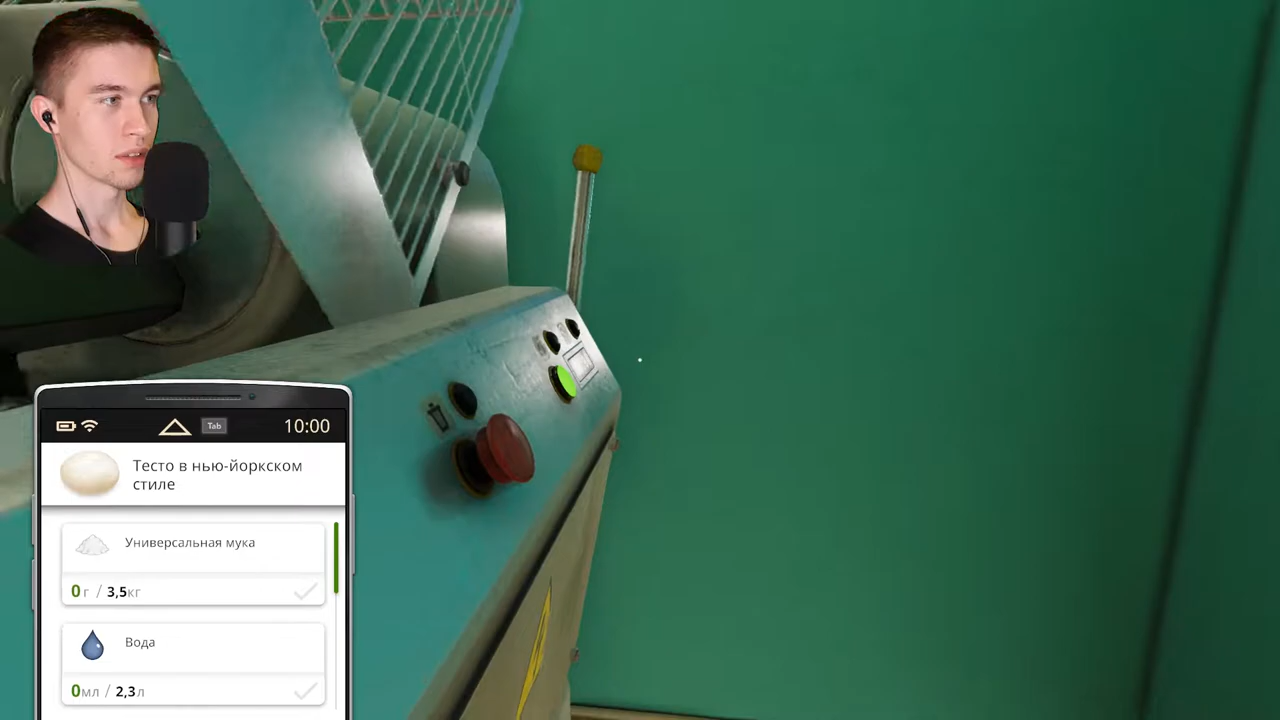 Tab
10:00
Тесто в нью-йоркском
стиле
Универсальная мука
0г / 3,5кг
Вода
0мл / 2,3л